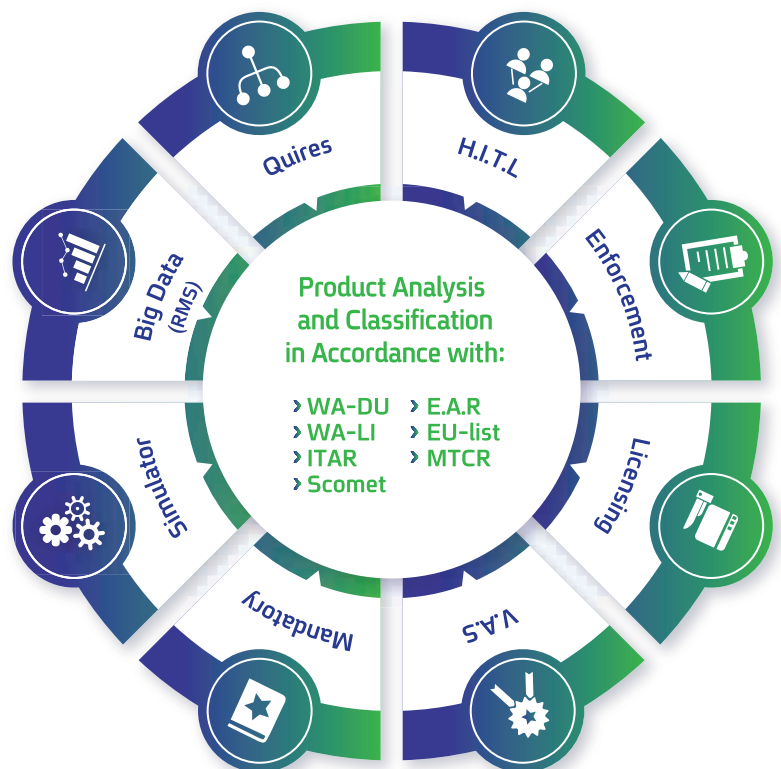 Product Analysis
and Classification
in Accordance with:
› WA-DU
› WA-LI
› ITAR
› Scomet
› E.A.R
› EU-list
› MTCR
H.I.T.L
Enforcement
Licensing
V.A.S
Mandatory
Simulator
Big Data
(RMS)
Quires